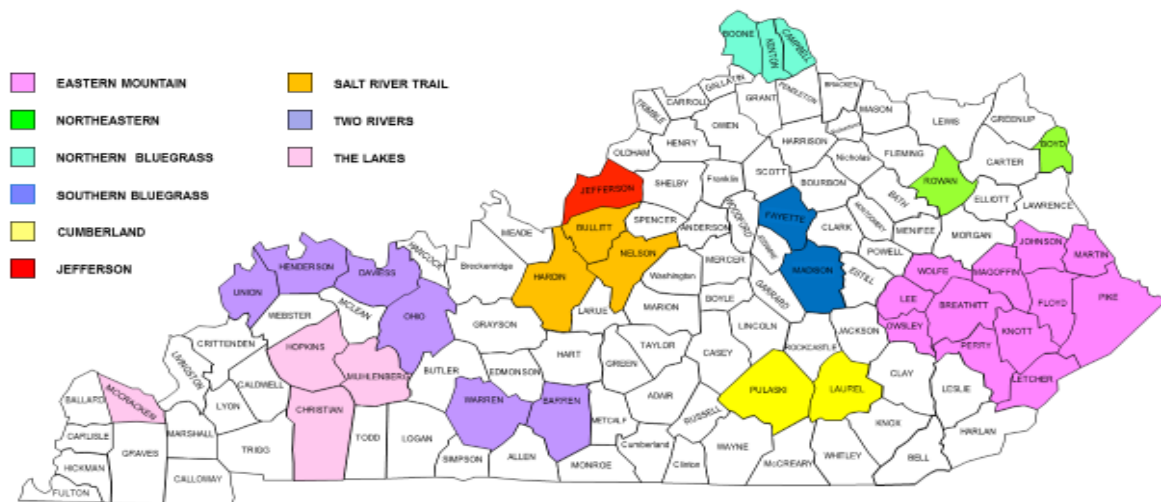 EASTERN MOUNTAIN
NORTHEASTERN
NORTHERN BLUEGRASS
SOUTHERN BLUEGRASS
CUMBERLAND
JEFFERSON
SALT RIVER TRAIL
TWO RIVERS
THE LAKES
BOONE
KENTON
CAMPBELL
GALLATIN
GRANT
PENDLETON
BRACKEN
MASON
LEWIS
GREENUP
TRIMBLE
CARROLL
OWEN
HARRISON
BOYD
OLDHAM
HENRY
FLEMING
CARTER
SHELBY
Franklin
SCOTT
Nicholas
BOURBON
ROWAN
ELLIOTT
LAWRENCE
JEFFERSON
BATH
BULLITT
SPENCER
ANDERSON
WOODFORD
FAYETTE
CLARK
MONTGOMERY
MENIFEE
MORGAN
JOHNSON
MARTIN
MEADE
HANCOCK
NELSON
MERCER
POWELL
WOLFE
MAGOFFIN
HENDERSON
DAVIESS
Breckenridge
HARDIN
Washington
GARRARD
MADISON
ESTILL
LEE
BREATHITT
FLOYD
PIKE
UNION
MCLEAN
OHIO
LARUE
MARION
BOYLE
LINCOLN
JACKSON
OWSLEY
KNOTT
WEBSTER
GRAYSON
HART
TAYLOR
CASEY
ROCKCASTLE
PERRY
CRITTENDEN
LIVINGSTON
HOPKINS
MUHLENBERG
BUTLER
EDMONSON
GREEN
CLAY
LESLIE
LETCHER
CALDWELL
ADAIR
PULASKI
LAUREL
BALLARD
MCCRACKEN
LYON
CHRISTIAN
WARREN
BARREN
METCALF
RUSSELL
KNOX
HARLAN
CARLISLE
MARSHALL
TRIGG
TODD
LOGAN
SIMPSON
ALLEN
MONROE
Cumberland
Clinton
WAYNE
McCREARY
WHITLEY
BELL
HICKMAN
GRAVES
CALLOWAY
FULTON